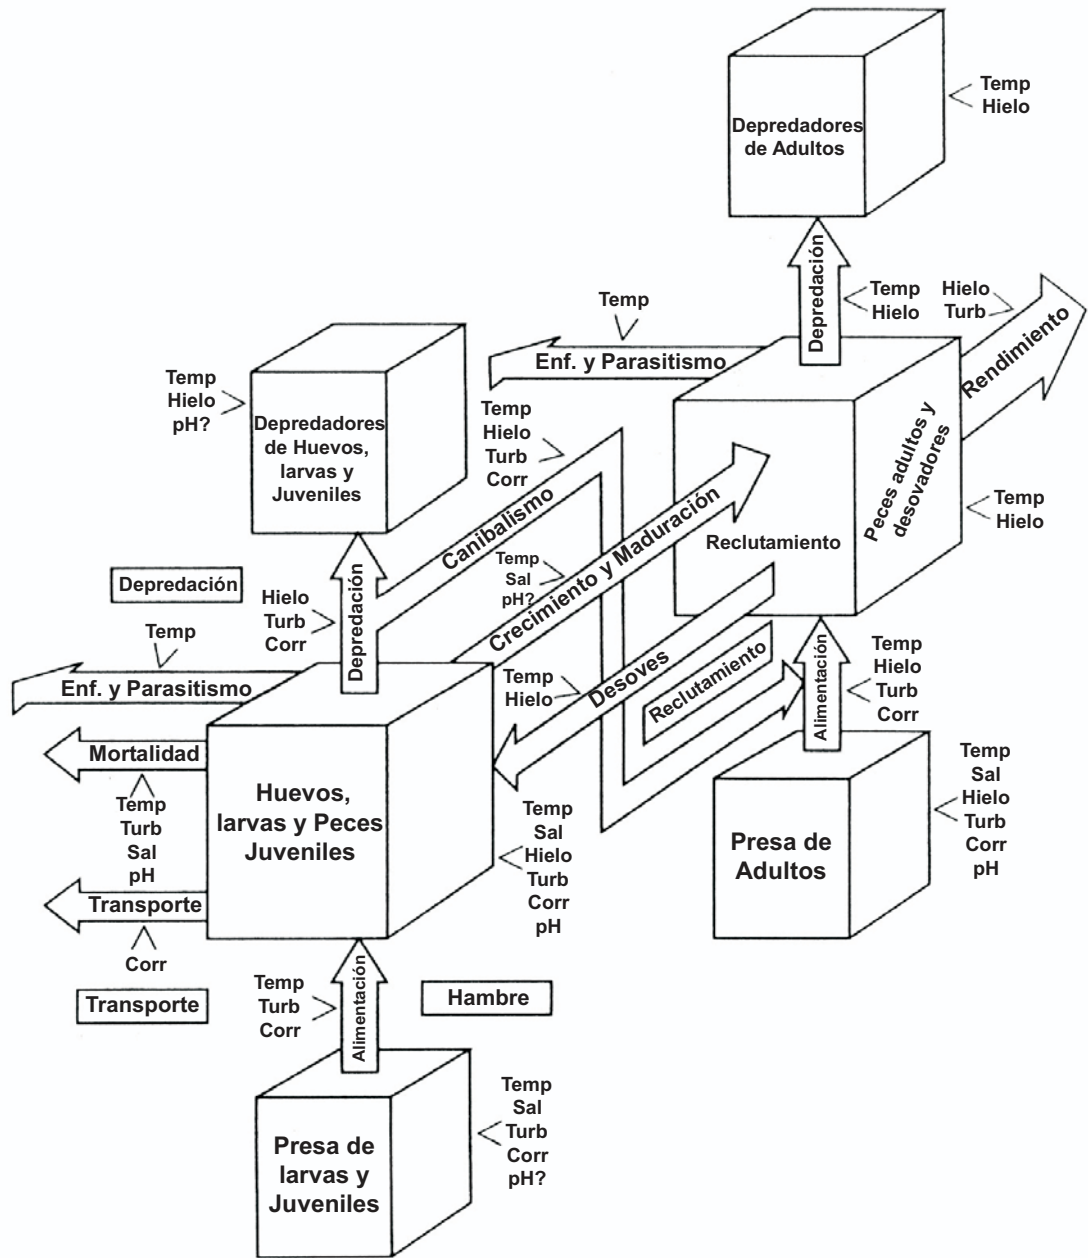 Depredadores
de Adultos
Temp
Hielo
Depredación
Temp
Hielo
Hielo
Turb
Rendimiento
Temp
Enf. y Parasitismo
Temp
Hielo
pH?
Depredadores
de Huevos,
larvas y
Juveniles
Temp
Hielo
Turb
Corr
Canibalismo
Peces adultos y
desovadores
Temp
Hielo
Reclutamiento
Temp
Sal
pH?
Crecimiento y Maduración
Depredación
Hielo
Turb
Corr
Depredación
Temp
Enf. y Parasitismo
Temp
Hielo
Desoves
Reclutamiento
Alimentación
Temp
Hielo
Turb
Corr
Mortalidad
Temp
Turb
Sal
pH
Huevos,
larvas y Peces
Juveniles
Temp
Sal
Hielo
Turb
Corr
pH
Presa de
Adultos
Temp
Sal
Hielo
Turb
Corr
pH
Transporte
Corr
Transporte
Temp
Turb
Corr
Alimentación
Hambre
Presa de
larvas y
Juveniles
Temp
Sal
Turb
Corr
pH?